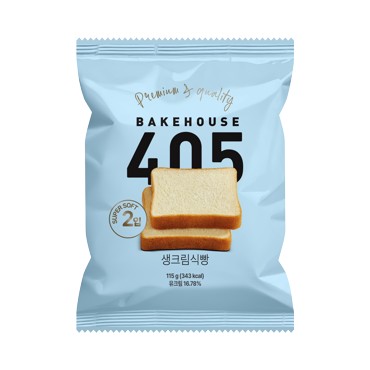 Premium & quality
BAKEHOUSE
405
SUPER SOFT
2입
생크림식빵
115 g (343 kcal)
유크림 16.78%